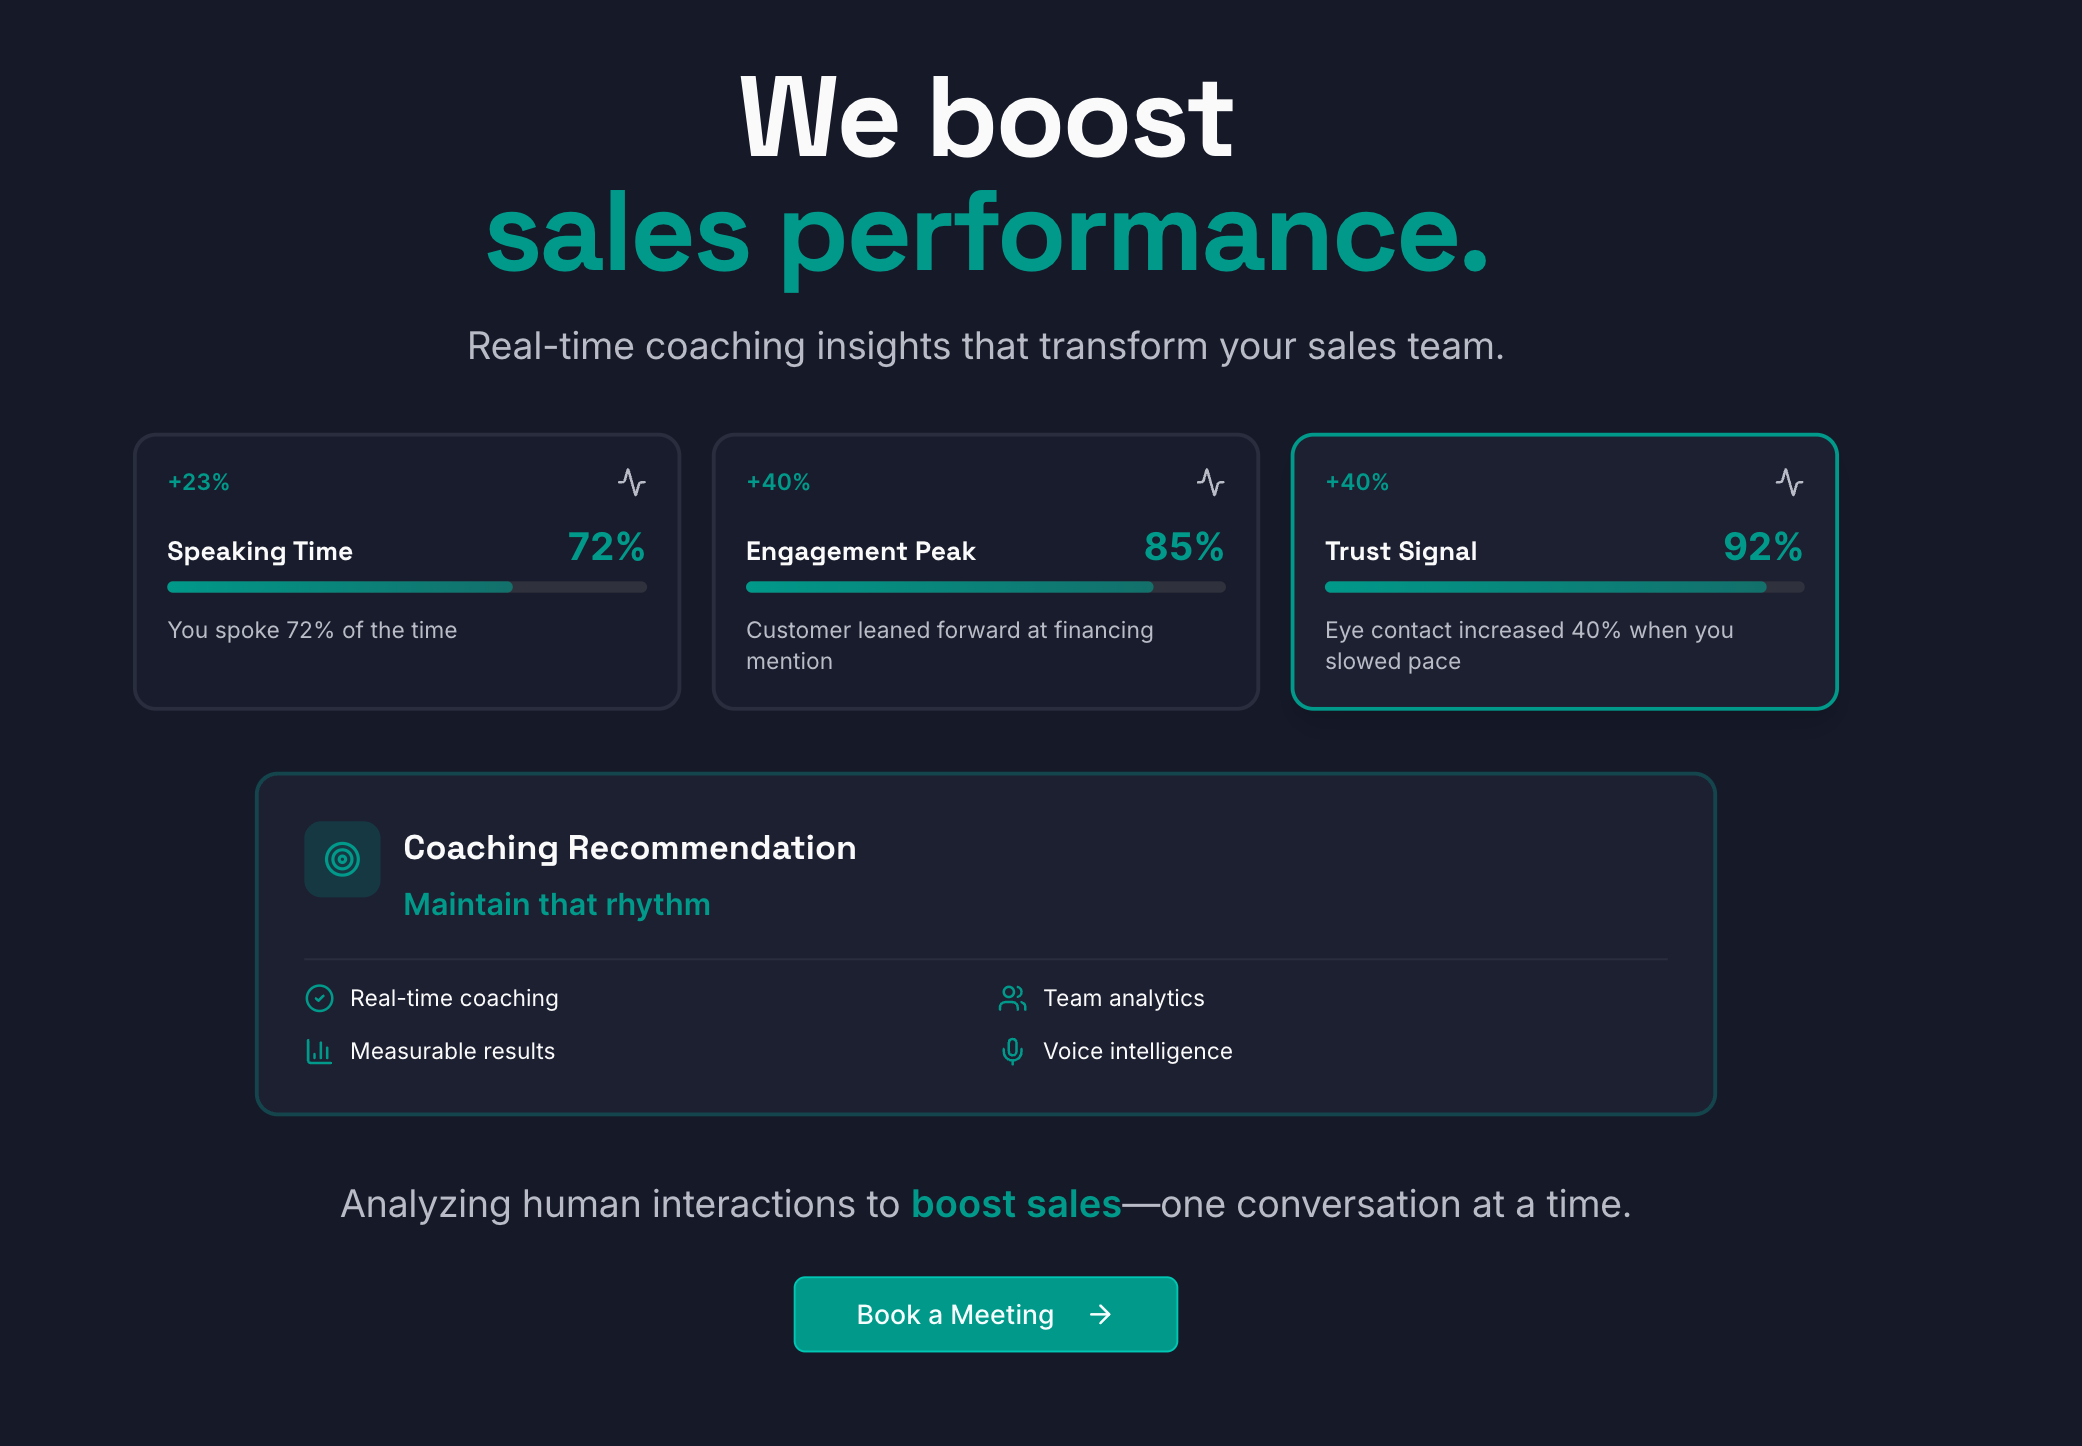 We boost
sales performance.
Real-time coaching insights that transform your sales team.
+23%
Speaking Time 72%
You spoke 72% of the time
+40%
Engagement Peak 85%
Customer leaned forward at financing
mention
+40%
Trust Signal 92%
Eye contact increased 40% when you
slowed pace
Coaching Recommendation
Maintain that rhythm
Real-time coaching
Team analytics
Measurable results
Voice intelligence
Analyzing human interactions to boost sales—one conversation at a time.
Book a Meeting →